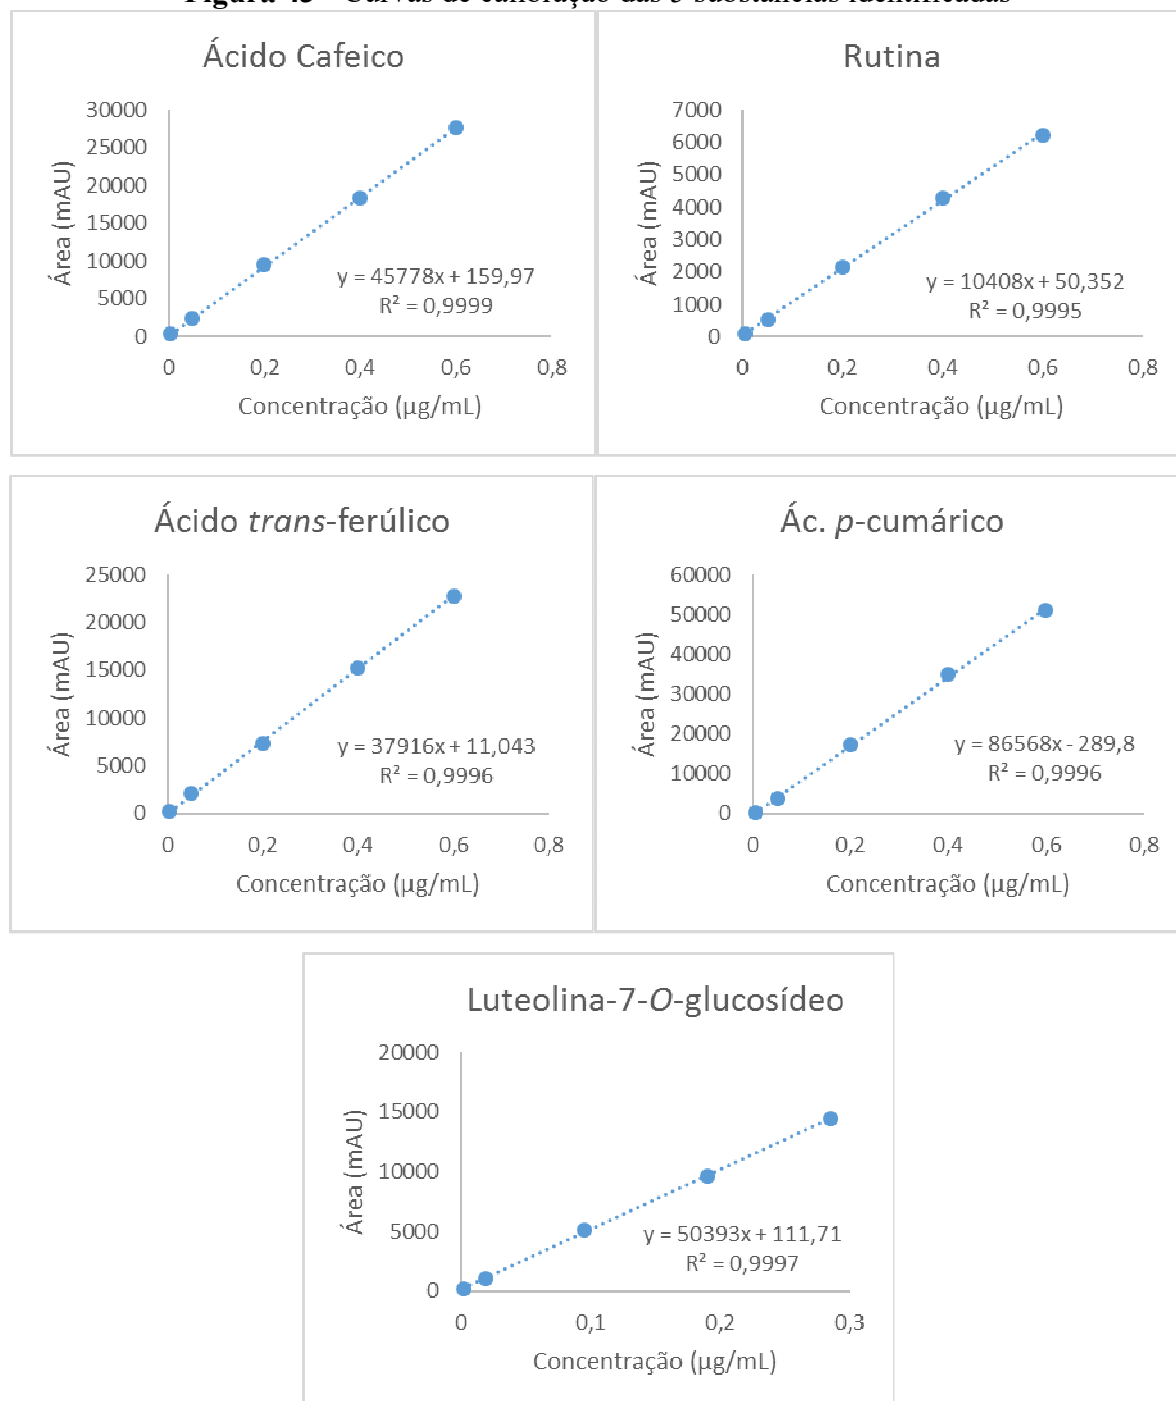 Ácido Cafeico
30000
25000
20000
15000
10000
5000
0
Área (mAU)
y = 45778x + 159,97
R² = 0,9999
0 0,2 0,4 0,6 0,8
Concentração (µg/mL)
Rutina
7000
6000
5000
4000
3000
2000
1000
0
Área (mAU)
y = 10408x + 50,352
R² = 0,9995
0 0,2 0,4 0,6 0,8
Concentração (µg/mL)
Ácido trans-ferúlico
25000
20000
15000
10000
5000
0
Área (mAU)
y = 37916x + 11,043
R² = 0,9996
0 0,2 0,4 0,6 0,8
Concentração (µg/mL)
Ác. p-cumárico
60000
50000
40000
30000
20000
10000
0
Área (mAU)
y = 86568x - 289,8
R² = 0,9996
0 0,2 0,4 0,6 0,8
Concentração (µg/mL)
Luteolina-7-O-glucosídeo
20000
15000
10000
5000
0
Área (mAU)
y = 50393x + 111,71
R² = 0,9997
0 0,1 0,2 0,3
Concentração (µg/mL)